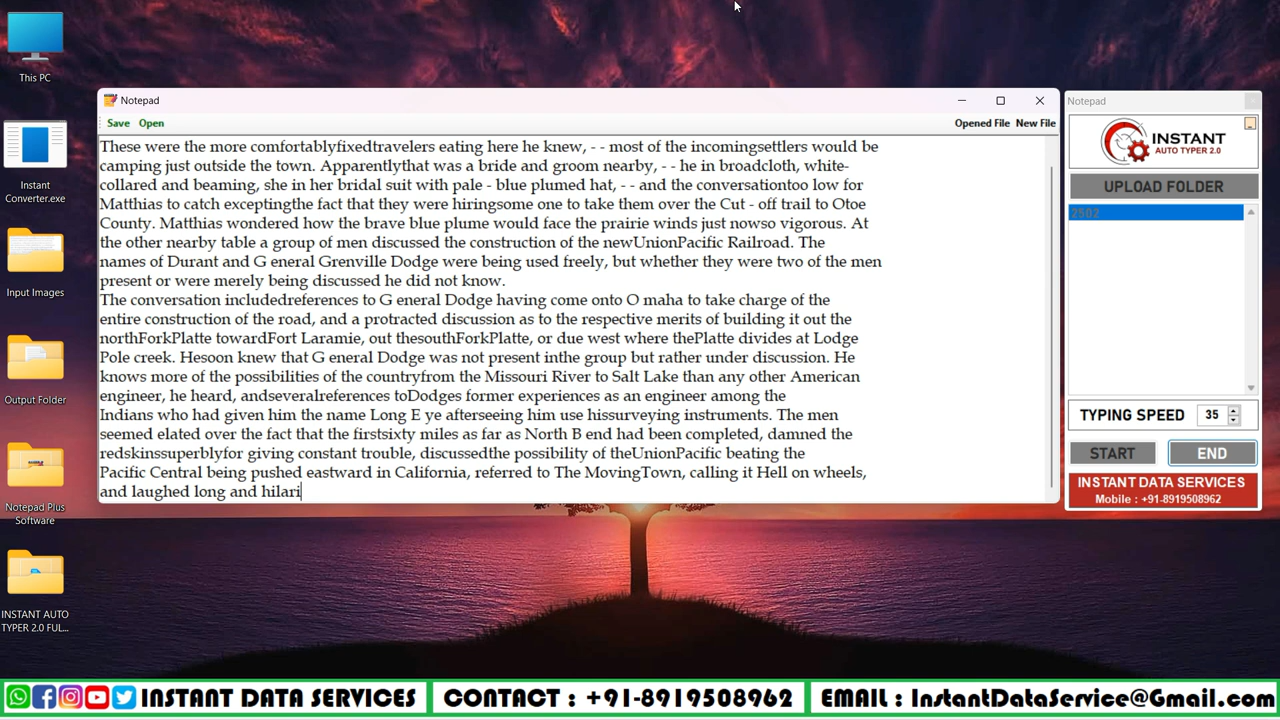 This PC
Instant
Converter.exe
Input Images
Output Folder
Notepad Plus
Software
INSTANT AUTO
TYPER 2.0 FUL...
Notepad
Save Open Opened File New File
These were the more comfortablyfixedtravelers eating here he knew, - - most of the incomingsettlers would be
camping just outside the town. Apparentlythat was a bride and groom nearby, - - he in broadcloth, white-
collared and beaming, she in her bridal suit with pale - blue plumed hat, - - and the conversationtoo low for
Matthias to catch exceptingthe fact that they were hiringsome one to take them over the Cut - off trail to Otoe
County. Matthias wondered how the brave blue plume would face the prairie winds just nowso vigorous. At
the other nearby table a group of men discussed the construction of the newUnionPacific Railroad. The
names of Durant and G eneral Grenville Dodge were being used freely, but whether they were two of the men
present or were merely being discussed he did not know.
The conversation includedreferences to G eneral Dodge having come onto O maha to take charge of the
entire construction of the road, and a protracted discussion as to the respective merits of building it out the
northForkPlatte towardFort Laramie, out thesouthForkPlatte, or due west where thePlatte divides at Lodge
Pole creek. Hesoon knew that G eneral Dodge was not present inthe group but rather under discussion. He
knows more of the possibilities of the countryfrom the Missouri River to Salt Lake than any other American
engineer, he heard, andseveralreferences toDodges former experiences as an engineer among the
Indians who had given him the name Long E ye afterseeing him use hissurveying instruments. The men
seemed elated over the fact that the firstsixty miles as far as North B end had been completed, damned the
redskinssuperblyfor giving constant trouble, discussedthe possibility of theUnionPacific beating the
Pacific Central being pushed eastward in California, referred to The MovingTown, calling it Hell on wheels,
and laughed long and hilari
Notepad
INSTANT
AUTO TYPER 2.0
UPLOAD FOLDER
2502
TYPING SPEED 35
START END
INSTANT DATA SERVICES
Mobile : +91-8919508962
INSTANT DATA SERVICES CONTACT : +91-8919508962 EMAIL : InstantDataService@Gmail.com